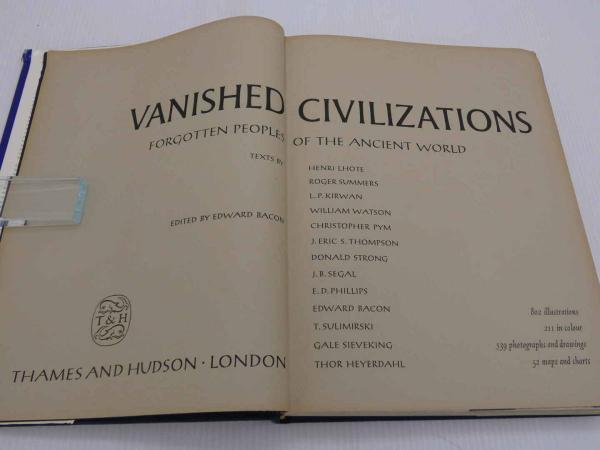 VANISHED CIVILIZATIONS
FORGOTTEN PEOPLES OF THE ANCIENT WORLD
TEXTS BY
HENRI LHOTE
ROGER SUMMERS
L.P. KIRWAN
WILLIAM WATSON
CHRISTOPHER PYM
J. ERIC S. THOMPSON
DONALD STRONG
J.B. SEGAL
E.D. PHILLIPS
EDWARD BACON
T. SULIMIRSKI
GALE SIEVEKING
THOR HEYERDAHL
EDITED BY EDWARD BACON
802 illustrations
211 in colour
539 photographs and drawings
52 maps and charts
T & H
THAMES AND HUDSON · LONDON